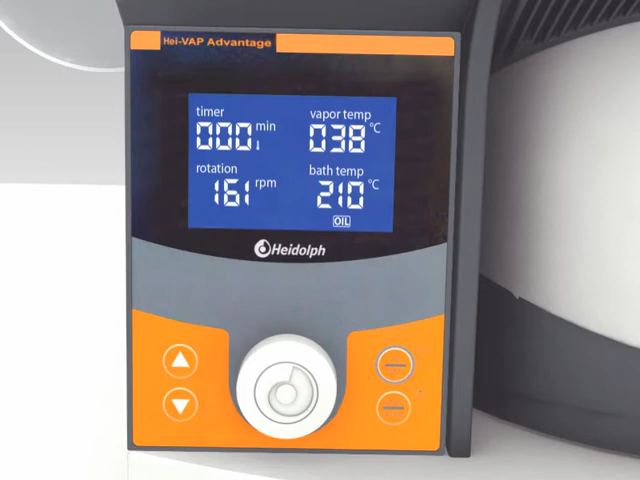 Hei-VAP Advantage
timer
000 min
vapor temp
038 °C
rotation
161 rpm
bath temp
210 °C
OIL
Heidolph